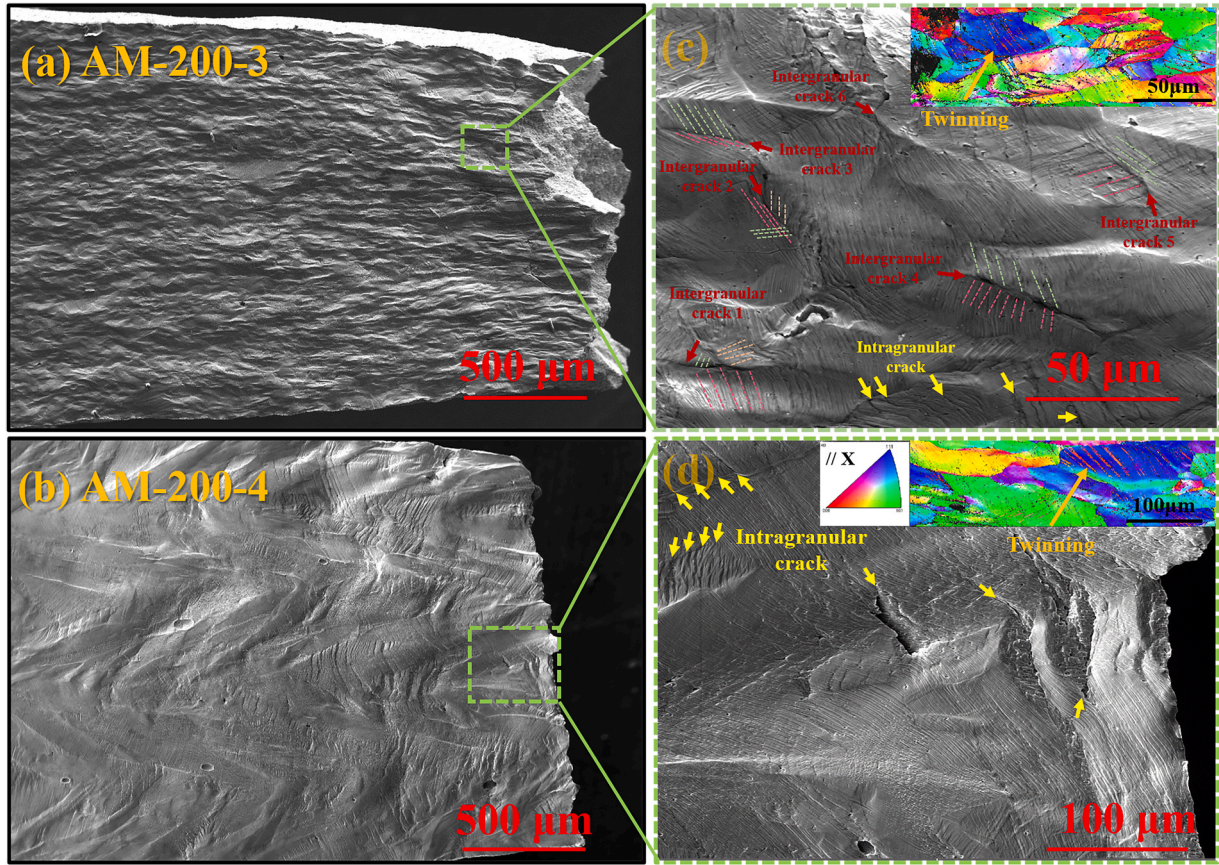 (a) AM-200-3
500 μm
(c)
Intergranular
crack 6
50μm
Twinning
Intergranular
crack 3
Intergranular
crack 2
Intergranular
crack 5
Intergranular
crack 4
Intergranular
crack 1
Intragranular
crack
50 μm
(b) AM-200-4
500 μm
(d)
// X
100μm
Twinning
Intragranular
crack
100 μm